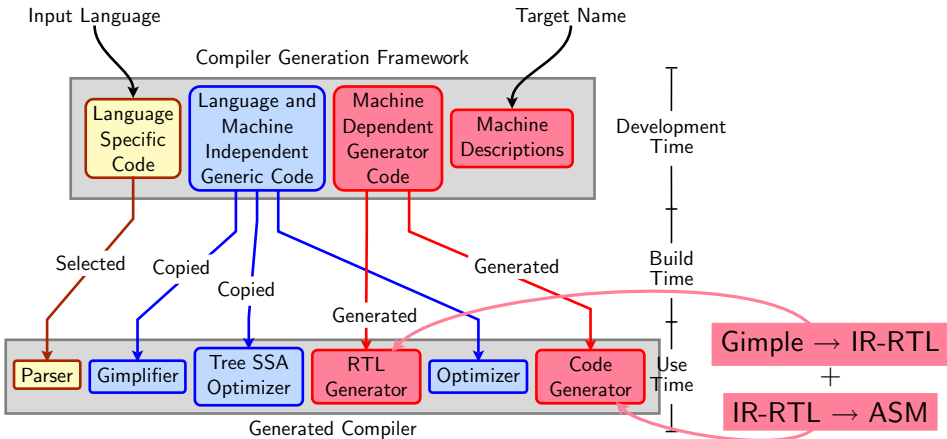 Input Language
Target Name
Compiler Generation Framework
Language
Specific
Code
Language and
Machine
Independent
Generic Code
Machine
Dependent
Generator
Code
Machine
Descriptions
Development
Time
Selected
Copied
Copied
Generated
Generated
Build
Time
Parser
Gimplifier
Tree SSA
Optimizer
RTL
Generator
Optimizer
Code
Generator
Use
Time
Gimple → IR-RTL
+
IR-RTL → ASM
Generated Compiler